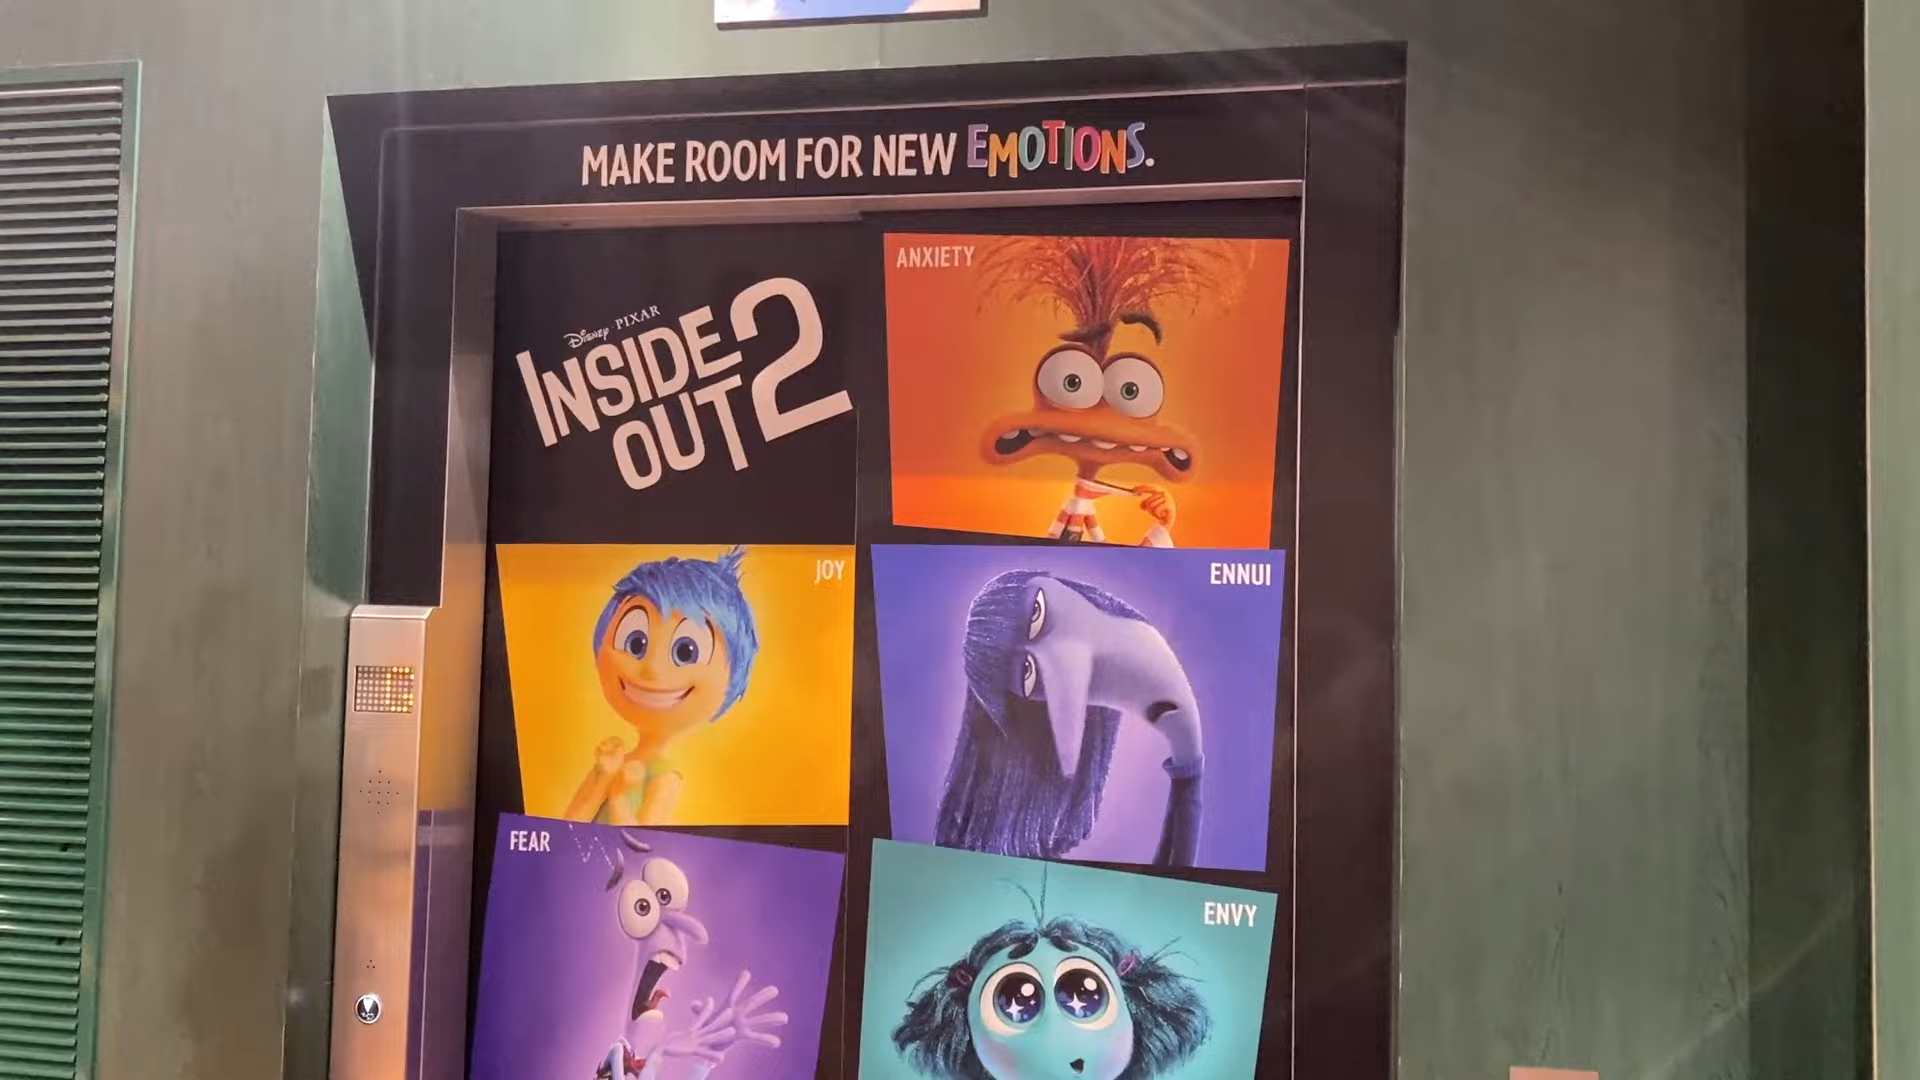 MAKE ROOM FOR NEW EMOTIONS.
DISNEY · PIXAR
INSIDE
OUT 2
ANXIETY
JOY
ENNUI
FEAR
ENVY